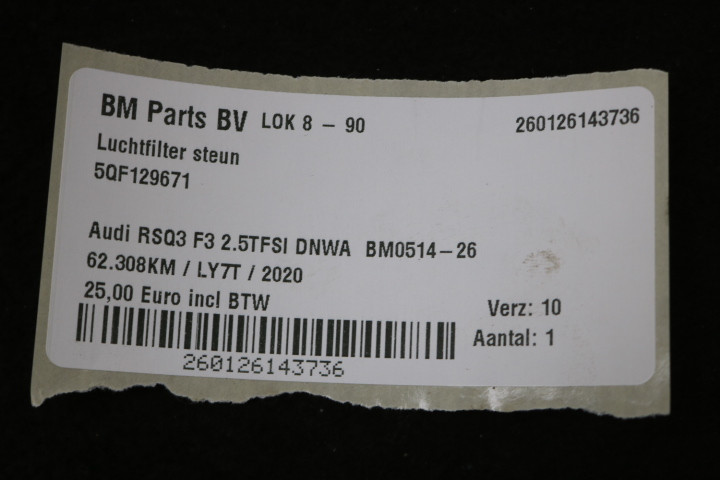 BM Parts BV LOK 8 - 90 260126143736
Luchtfilter steun
5QF129671
Audi RSQ3 F3 2.5TFSI DNWA BM0514-26
62.308KM / LY7T / 2020
25,00 Euro incl BTW Verz: 10
Aantal: 1
260126143736